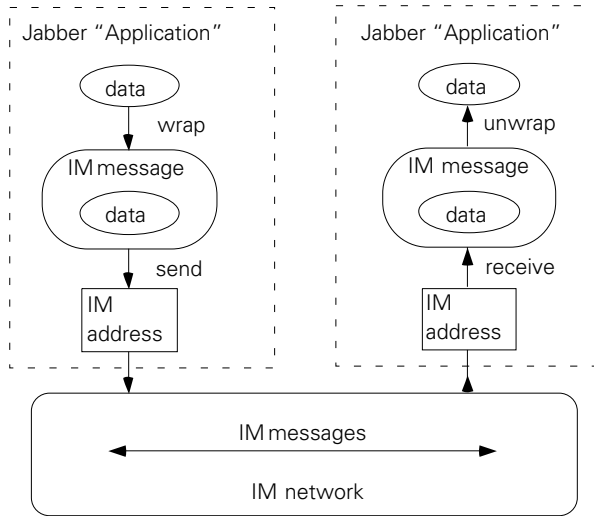 Jabber “Application”
data
wrap
IM message
data
send
IM
address
Jabber “Application”
data
unwrap
IM message
data
receive
IM
address
IM messages
IM network